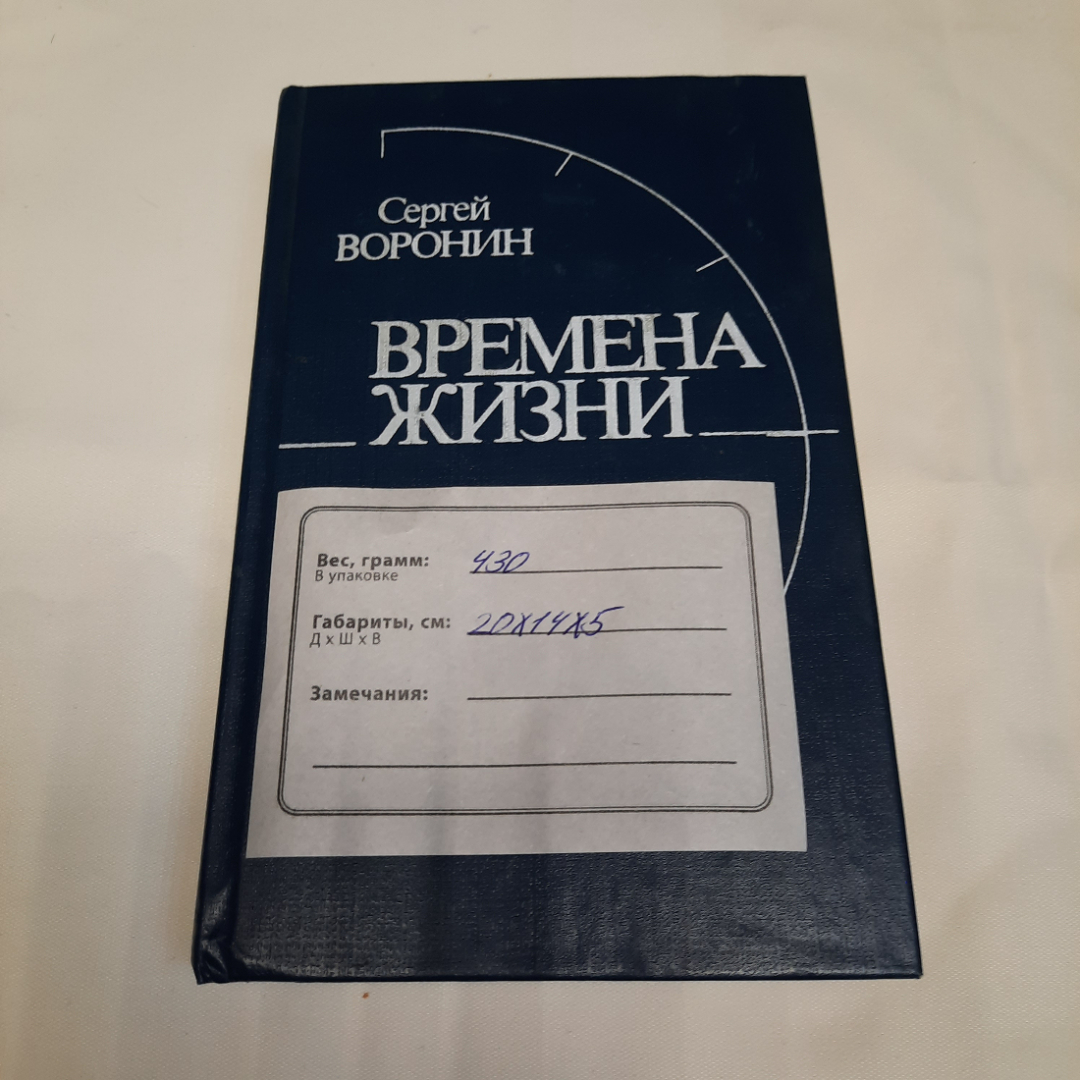 Сергей
ВОРОНИН
ВРЕМЕНА
ЖИЗНИ
Вес, грамм: 430
В упаковке
Габариты, см: 20х14х5
Д х Ш х В
Замечания: